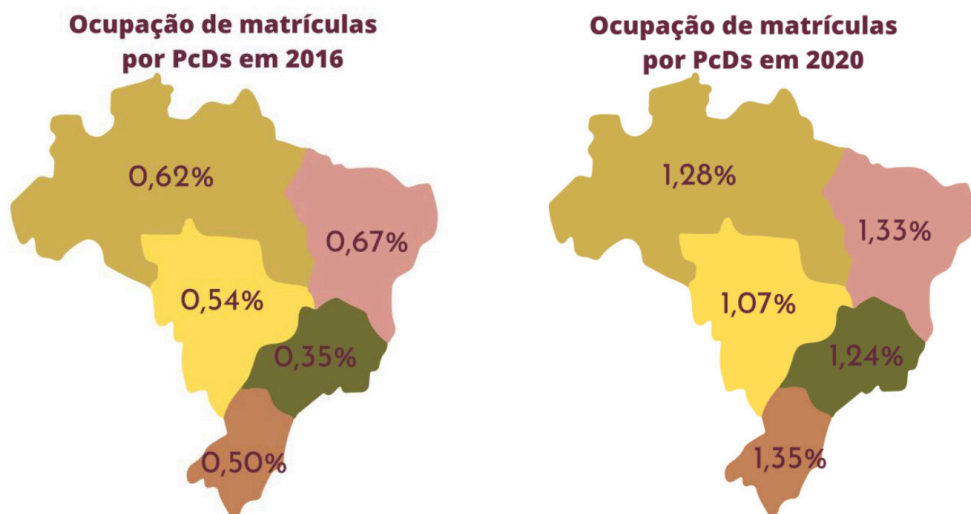 Ocupação de matrículas
por PcDs em 2016
0,62%
0,67%
0,54%
0,35%
0,50%
Ocupação de matrículas
por PcDs em 2020
1,28%
1,33%
1,07%
1,24%
1,35%